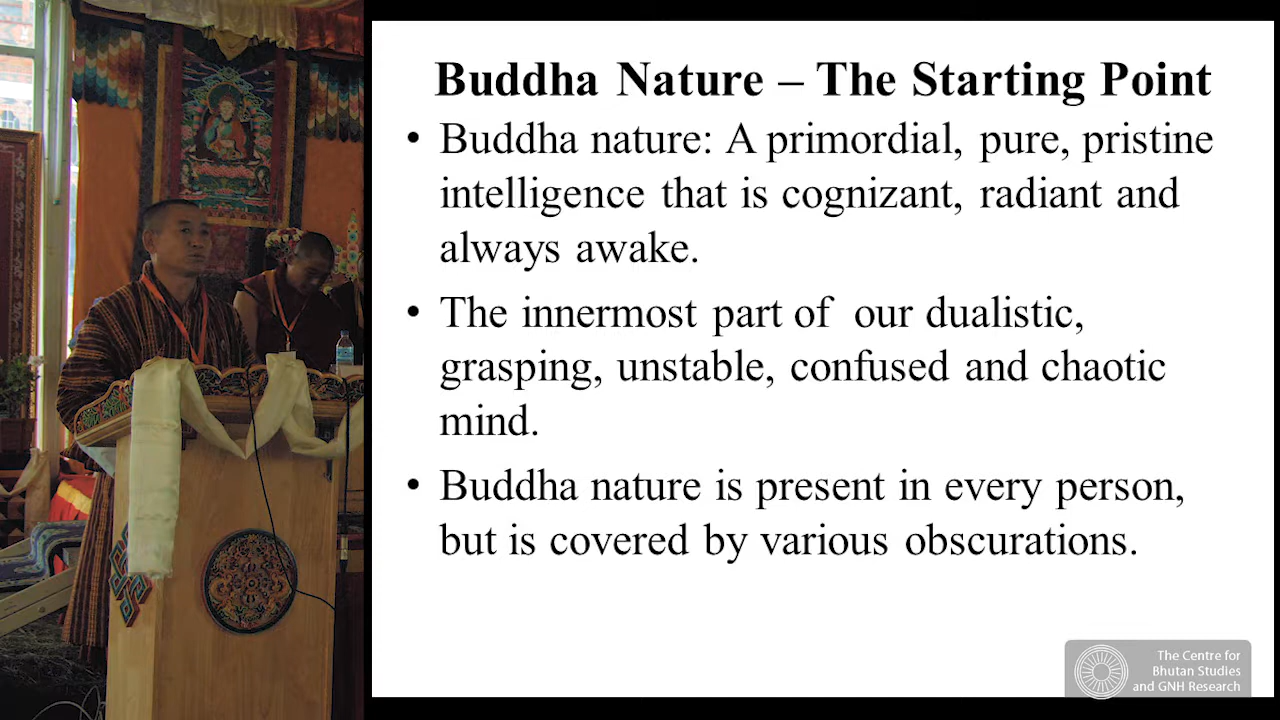 Buddha Nature – The Starting Point
• Buddha nature: A primordial, pure, pristine
intelligence that is cognizant, radiant and
always awake.
• The innermost part of our dualistic,
grasping, unstable, confused and chaotic
mind.
• Buddha nature is present in every person,
but is covered by various obscurations.
The Centre for
Bhutan Studies
and GNH Research